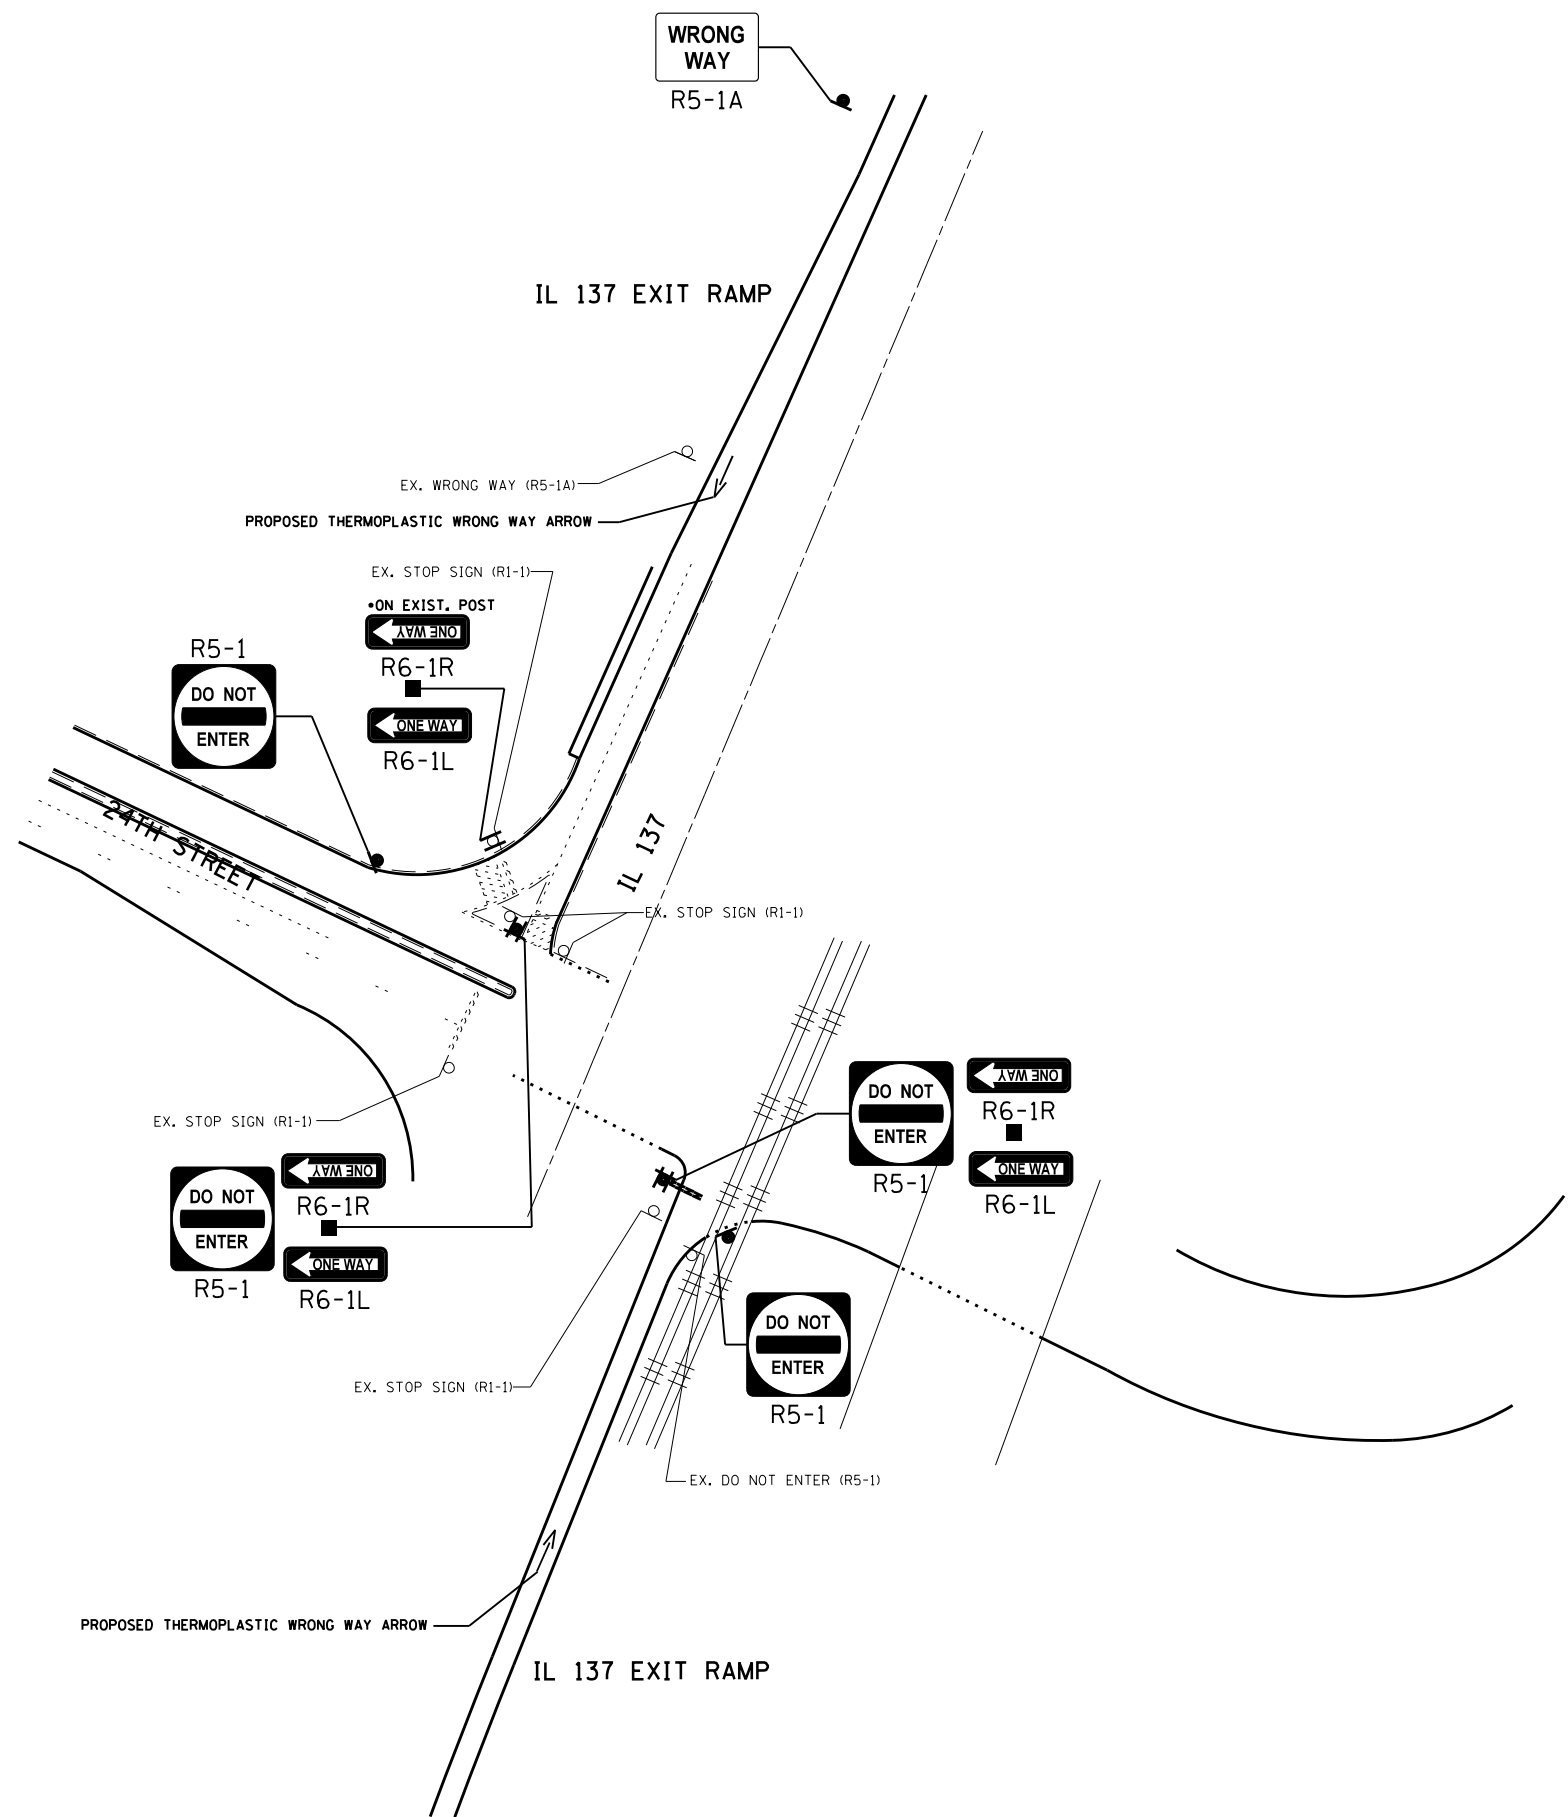 WRONG
WAY
R5-1A
IL 137 EXIT RAMP
EX. WRONG WAY (R5-1A)
PROPOSED THERMOPLASTIC WRONG WAY ARROW
EX. STOP SIGN (R1-1)
*ON EXIST. POST
ONE WAY
R6-1R
ONE WAY
R6-1L
R5-1
DO NOT
ENTER
24TH STREET
IL 137
EX. STOP SIGN (R1-1)
EX. STOP SIGN (R1-1)
DO NOT
ENTER
R5-1
ONE WAY
R6-1R
ONE WAY
R6-1L
DO NOT
ENTER
R5-1
ONE WAY
R6-1R
ONE WAY
R6-1L
DO NOT
ENTER
R5-1
EX. STOP SIGN (R1-1)
EX. DO NOT ENTER (R5-1)
PROPOSED THERMOPLASTIC WRONG WAY ARROW
IL 137 EXIT RAMP